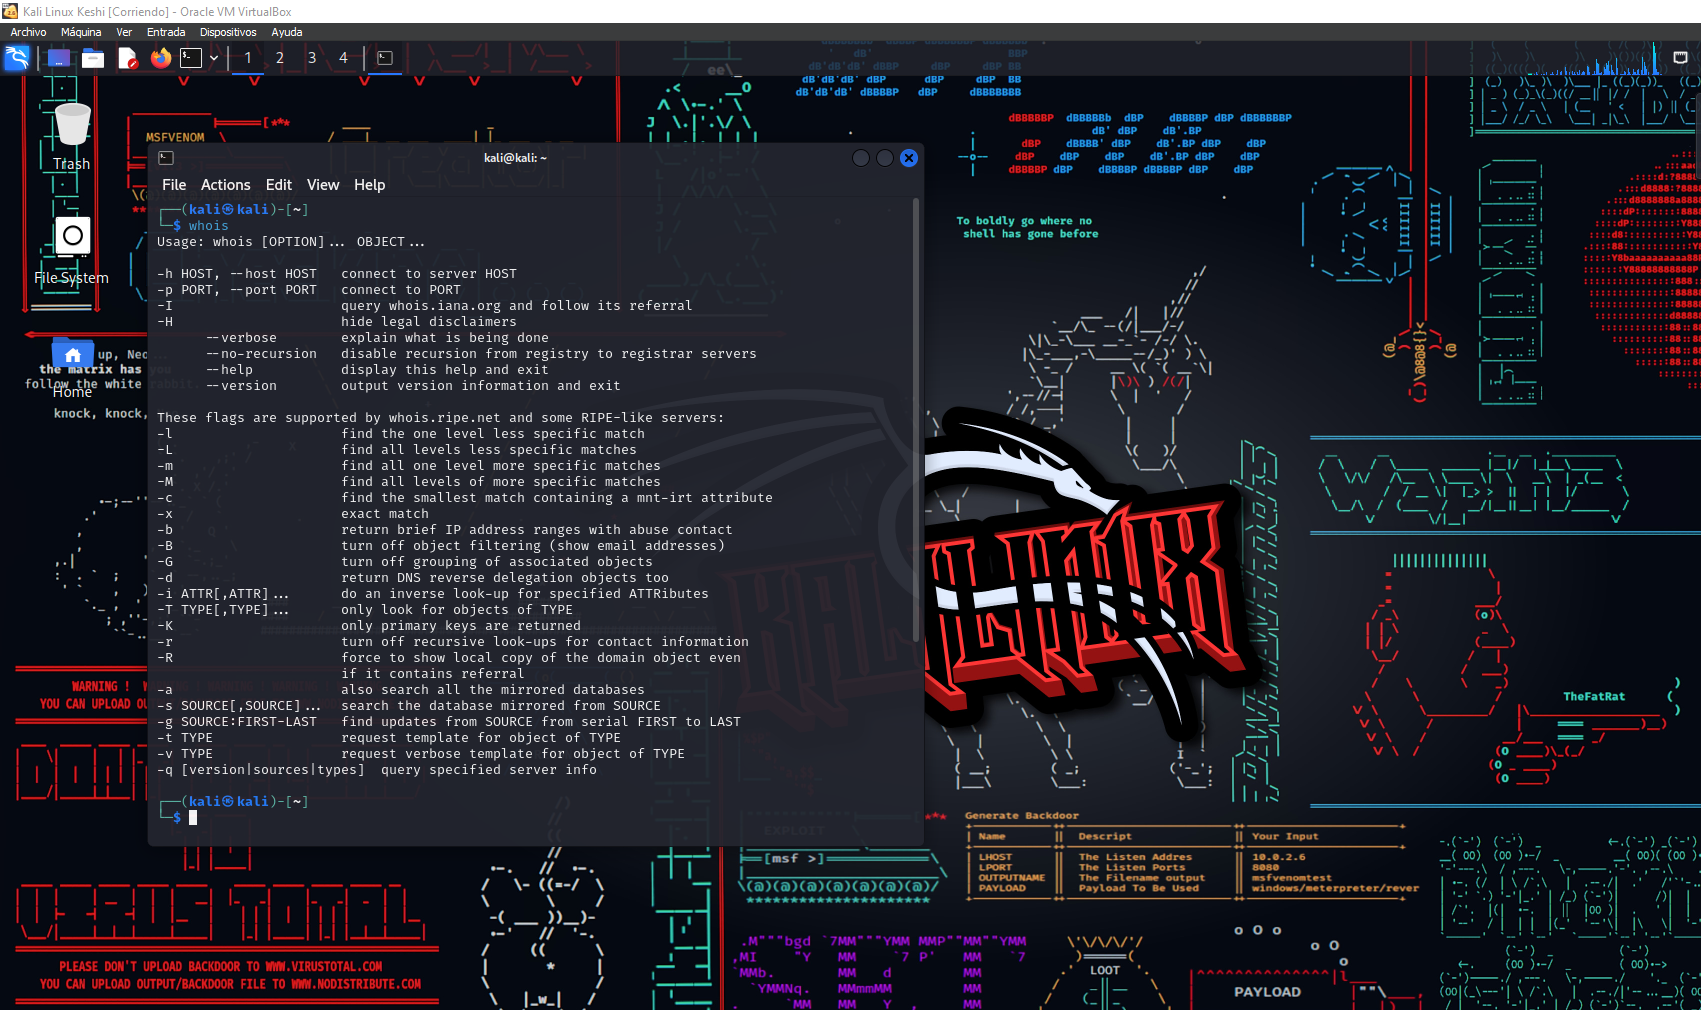 Kali Linux Keshi [Corriendo] - Oracle VM VirtualBox
Archivo Máquina Ver Entrada Dispositivos Ayuda
1 2 3 4
Trash
File System
Home
MSFVENOM
up, Neo
the matrix has you
follow the white rabbit.
knock, knock,
kali@kali: ~
File Actions Edit View Help
┌──(kali㉿kali)-[~]
└─$ whois
Usage: whois [OPTION]... OBJECT...
-h HOST, --host HOST   connect to server HOST
-p PORT, --port PORT   connect to PORT
-I                     query whois.iana.org and follow its referral
-H                     hide legal disclaimers
      --verbose        explain what is being done
      --no-recursion   disable recursion from registry to registrar servers
      --help           display this help and exit
      --version        output version information and exit
These flags are supported by whois.ripe.net and some RIPE-like servers:
-l                     find the one level less specific match
-L                     find all levels less specific matches
-m                     find all one level more specific matches
-M                     find all levels of more specific matches
-c                     find the smallest match containing a mnt-irt attribute
-x                     exact match
-b                     return brief IP address ranges with abuse contact
-B                     turn off object filtering (show email addresses)
-G                     turn off grouping of associated objects
-d                     return DNS reverse delegation objects too
-i ATTR[,ATTR]...      do an inverse look-up for specified ATTRibutes
-T TYPE[,TYPE]...      only look for objects of TYPE
-K                     only primary keys are returned
-r                     turn off recursive look-ups for contact information
-R                     force to show local copy of the domain object even
                       if it contains referral
-a                     also search all the mirrored databases
-s SOURCE[,SOURCE]...  search the database mirrored from SOURCE
-g SOURCE:FIRST-LAST   find updates from SOURCE from serial FIRST to LAST
-t TYPE                request template for object of TYPE
-v TYPE                request verbose template for object of TYPE
-q [version|sources|types]  query specified server info
┌──(kali㉿kali)-[~]
└─$
To boldly go where no
shell has gone before
KALI LINUX
TheFatRat
WARNING !
YOU CAN UPLOAD
VIRUS TOTAL
PLEASE DON'T UPLOAD BACKDOOR TO WWW.VIRUSTOTAL.COM
YOU CAN UPLOAD OUTPUT/BACKDOOR FILE TO WWW.NODISTRIBUTE.COM
EXPLOIT
[msf >]
Generate Backdoor
Name Descript Your Input
LHOST The Listen Addres 10.0.2.6
LPORT The Listen Ports 8080
OUTPUTNAME The Filename output msfvenomtest
PAYLOAD Payload To Be Used windows/meterpreter/rever
LOOT
PAYLOAD